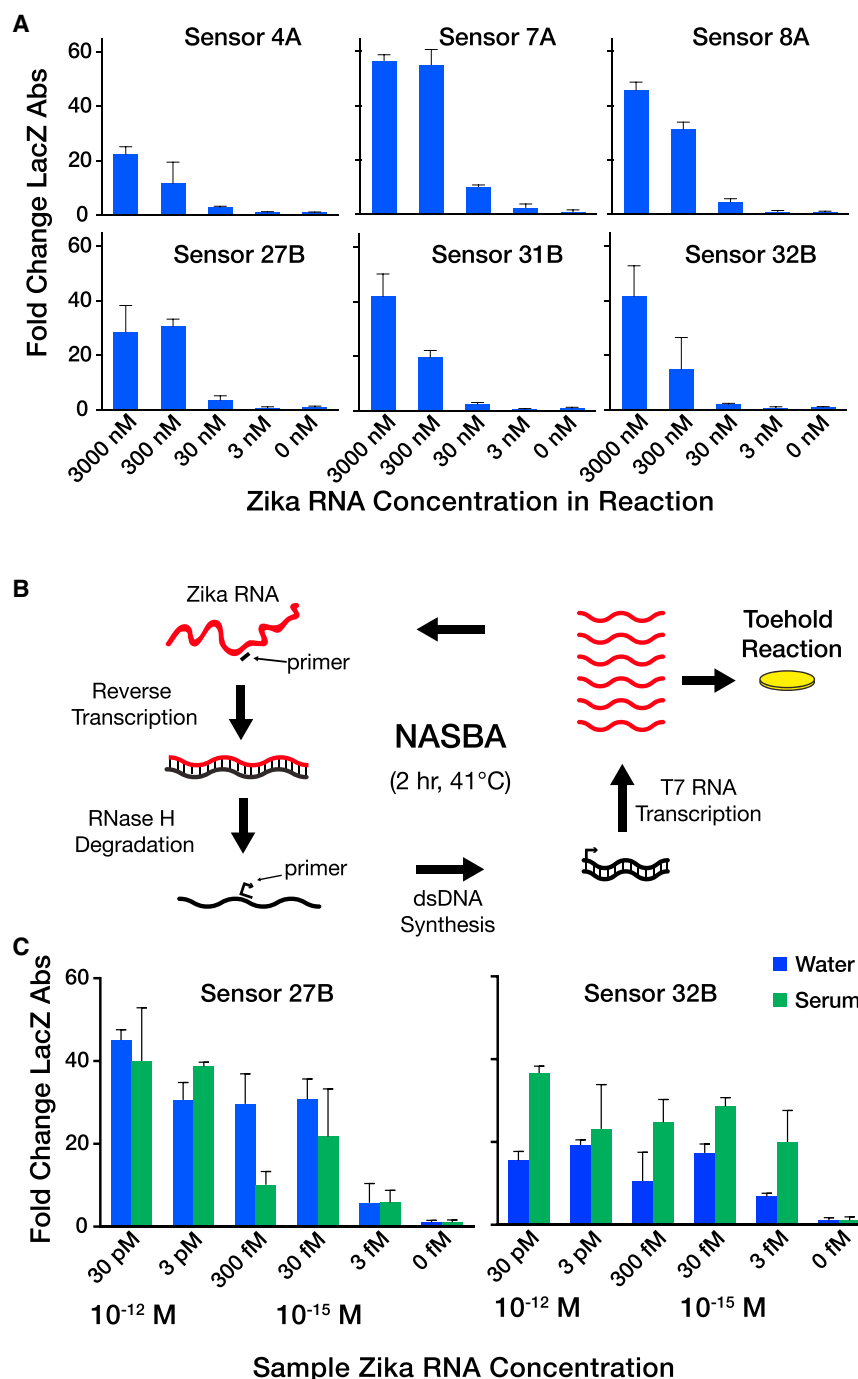 A
Sensor 4A
Sensor 7A
Sensor 8A
60
40
20
0
Fold Change LacZ Abs
Sensor 27B
Sensor 31B
Sensor 32B
60
40
20
0
3000 nM
300 nM
30 nM
3 nM
0 nM
3000 nM
300 nM
30 nM
3 nM
0 nM
3000 nM
300 nM
30 nM
3 nM
0 nM
Zika RNA Concentration in Reaction
B
Zika RNA
primer
Reverse
Transcription
RNase H
Degradation
primer
NASBA
(2 hr, 41°C)
dsDNA
Synthesis
T7 RNA
Transcription
Toehold
Reaction
C
Water
Serum
Sensor 27B
Sensor 32B
60
40
20
0
Fold Change LacZ Abs
30 pM
3 pM
300 fM
30 fM
3 fM
0 fM
30 pM
3 pM
300 fM
30 fM
3 fM
0 fM
10⁻¹² M
10⁻¹⁵ M
10⁻¹² M
10⁻¹⁵ M
Sample Zika RNA Concentration